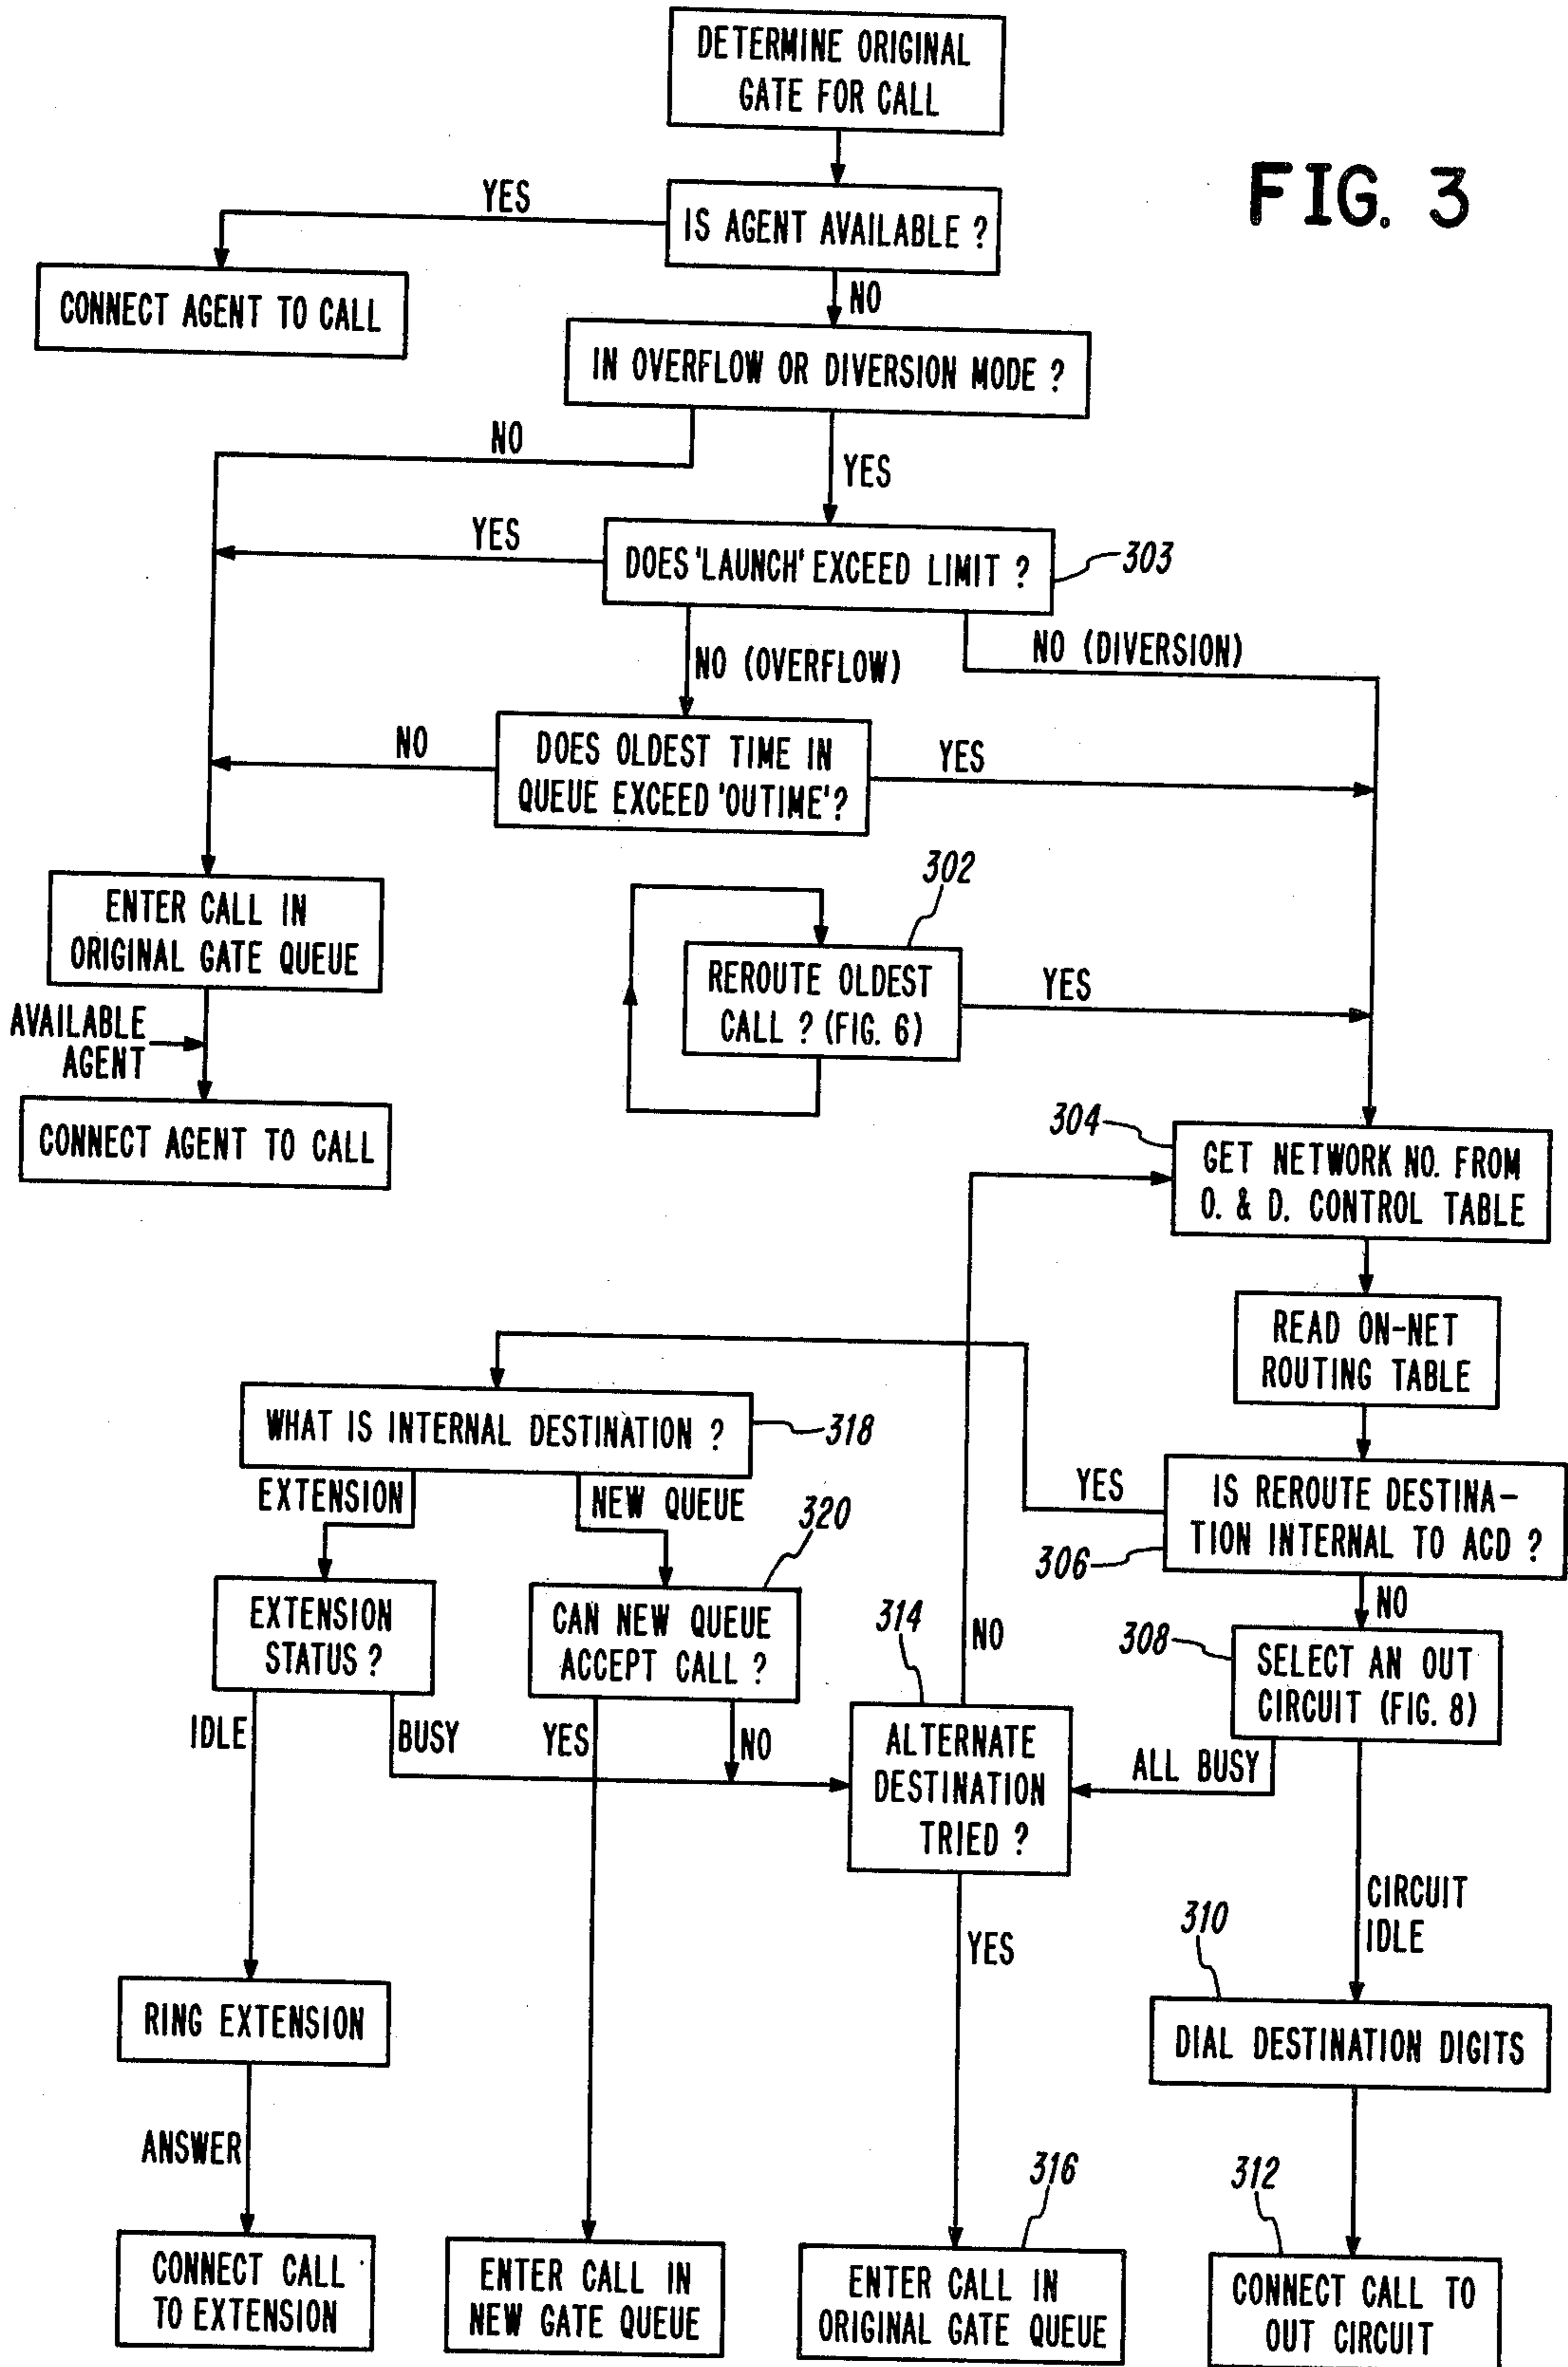 DETERMINE ORIGINAL
GATE FOR CALL
FIG. 3
YES
IS AGENT AVAILABLE ?
CONNECT AGENT TO CALL
NO
IN OVERFLOW OR DIVERSION MODE ?
NO
YES
YES
DOES 'LAUNCH' EXCEED LIMIT ?
303
NO (OVERFLOW)
NO (DIVERSION)
NO
DOES OLDEST TIME IN
QUEUE EXCEED 'OUTIME'?
YES
302
ENTER CALL IN
ORIGINAL GATE QUEUE
REROUTE OLDEST
CALL ? (FIG. 6)
YES
AVAILABLE
AGENT
CONNECT AGENT TO CALL
304
GET NETWORK NO. FROM
O. & D. CONTROL TABLE
READ ON-NET
ROUTING TABLE
WHAT IS INTERNAL DESTINATION ?
318
EXTENSION
NEW QUEUE
320
YES
IS REROUTE DESTINA-
TION INTERNAL TO ACD ?
306
NO
EXTENSION
STATUS ?
CAN NEW QUEUE
ACCEPT CALL ?
314
NO
308
SELECT AN OUT
CIRCUIT (FIG. 8)
IDLE
BUSY
YES
NO
ALTERNATE
DESTINATION
TRIED ?
ALL BUSY
CIRCUIT
IDLE
310
YES
RING EXTENSION
DIAL DESTINATION DIGITS
ANSWER
316
312
CONNECT CALL
TO EXTENSION
ENTER CALL IN
NEW GATE QUEUE
ENTER CALL IN
ORIGINAL GATE QUEUE
CONNECT CALL TO
OUT CIRCUIT